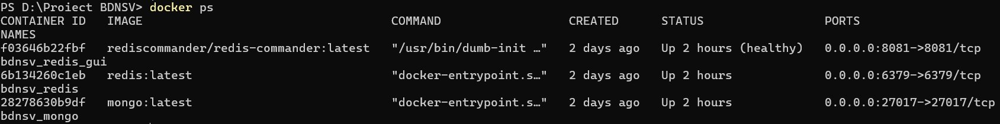 PS D:\Proiect BDNSV> docker ps
CONTAINER ID   IMAGE                                   COMMAND                  CREATED      STATUS                 PORTS
NAMES
f03646b22fbf   rediscommander/redis-commander:latest   "/usr/bin/dumb-init …"   2 days ago   Up 2 hours (healthy)   0.0.0.0:8081->8081/tcp
bdnsv_redis_gui
6b134260c1eb   redis:latest                            "docker-entrypoint.s…"   2 days ago   Up 2 hours             0.0.0.0:6379->6379/tcp
bdnsv_redis
28278630b9df   mongo:latest                            "docker-entrypoint.s…"   2 days ago   Up 2 hours             0.0.0.0:27017->27017/tcp
bdnsv_mongo